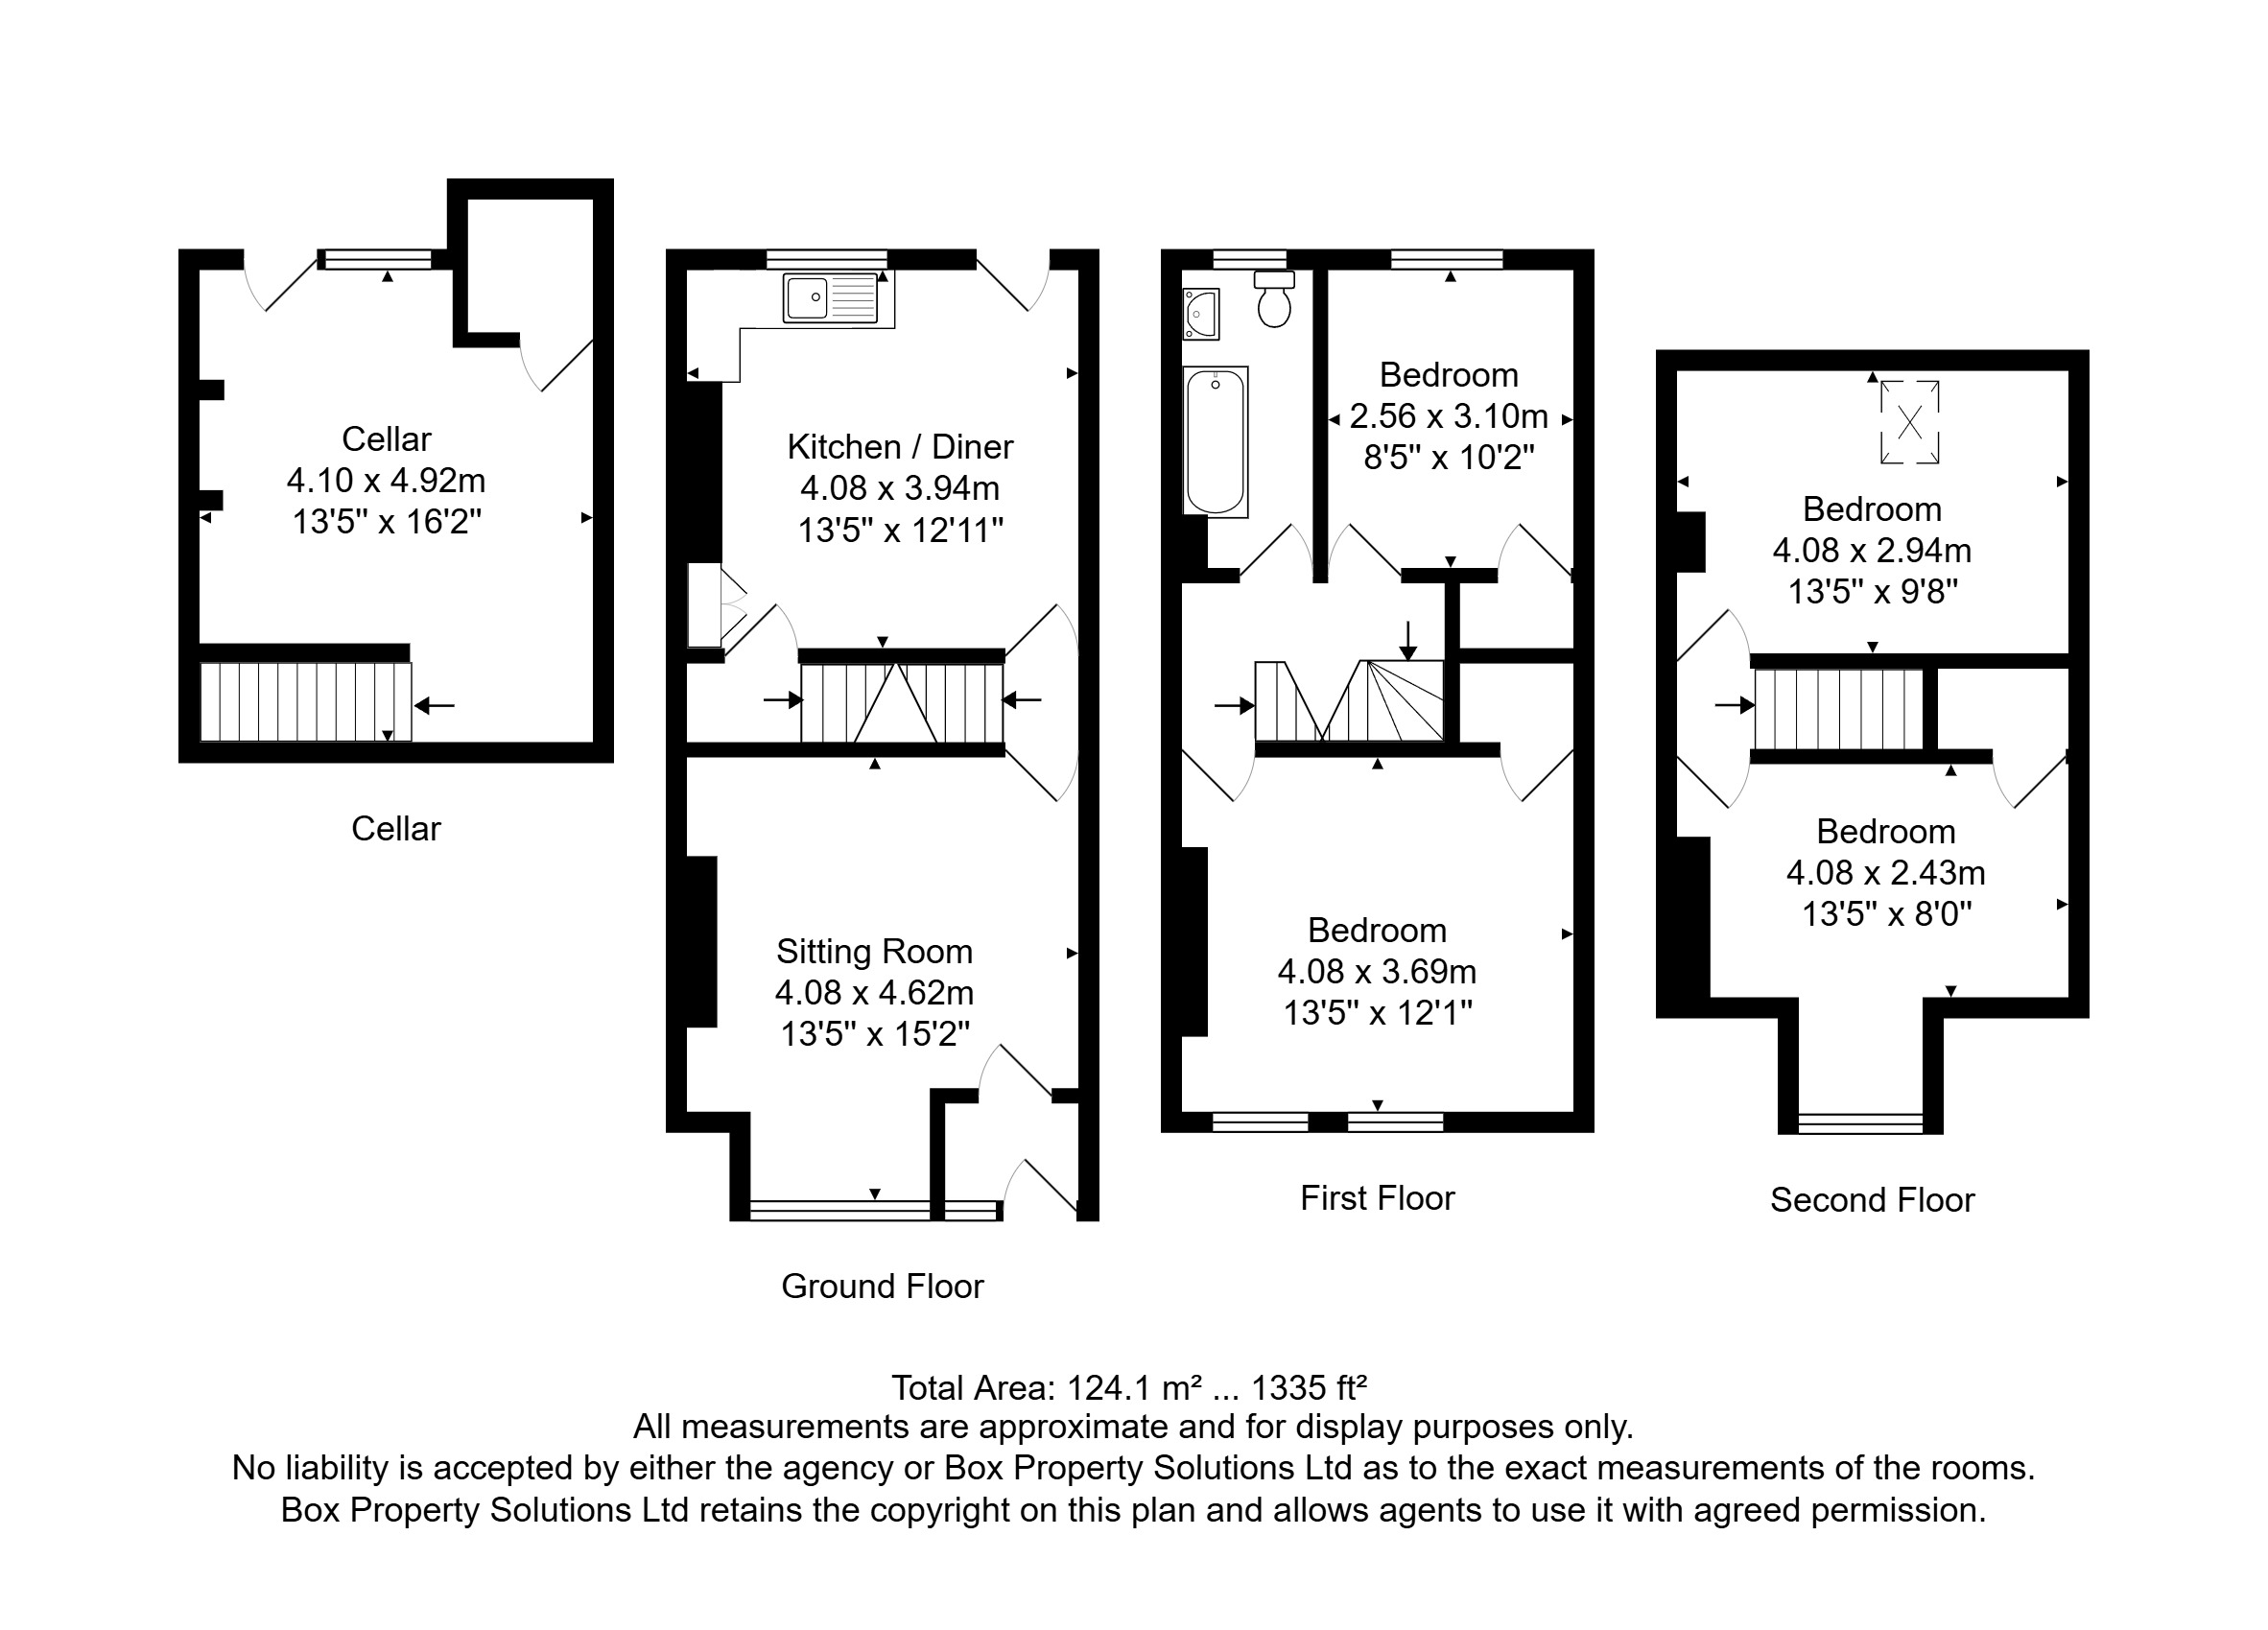 Cellar
4.10 x 4.92m
13'5" x 16'2"
Cellar
Kitchen / Diner
4.08 x 3.94m
13'5" x 12'11"
Sitting Room
4.08 x 4.62m
13'5" x 15'2"
Ground Floor
Bedroom
2.56 x 3.10m
8'5" x 10'2"
Bedroom
4.08 x 3.69m
13'5" x 12'1"
First Floor
Bedroom
4.08 x 2.94m
13'5" x 9'8"
Bedroom
4.08 x 2.43m
13'5" x 8'0"
Second Floor
Total Area: 124.1 m² ... 1335 ft²
All measurements are approximate and for display purposes only.
No liability is accepted by either the agency or Box Property Solutions Ltd as to the exact measurements of the rooms.
Box Property Solutions Ltd retains the copyright on this plan and allows agents to use it with agreed permission.